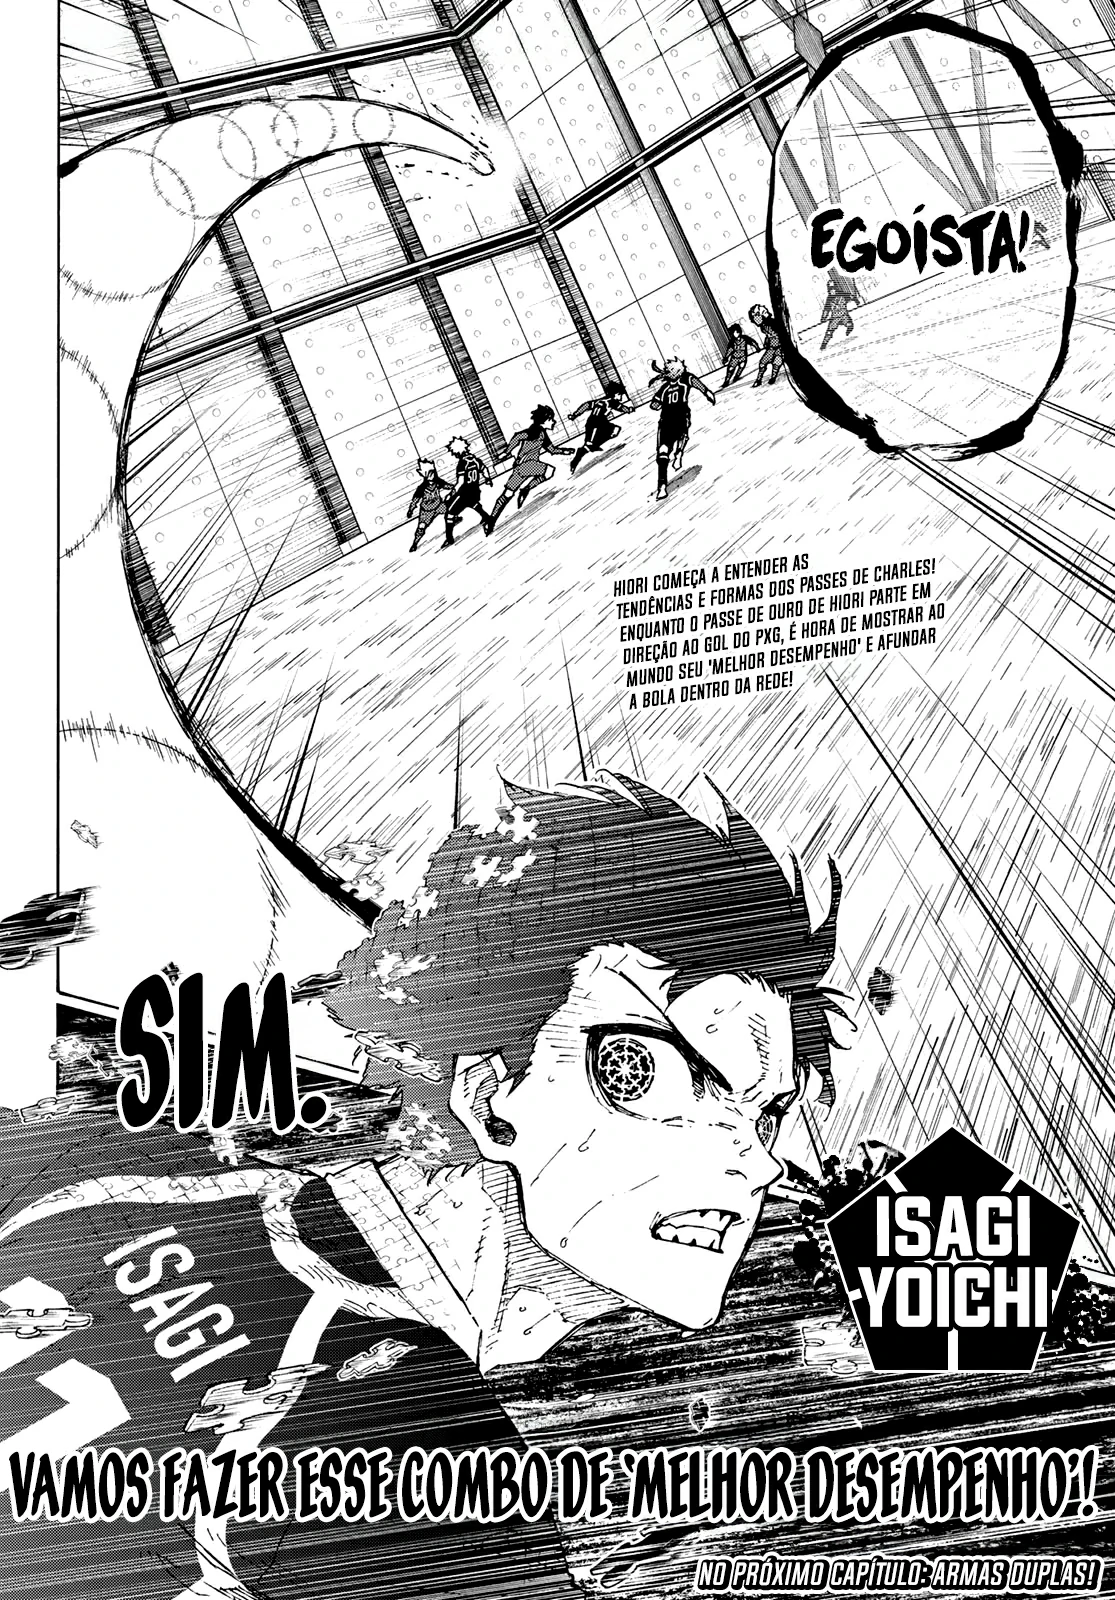 EGOÍSTA!
HIORI COMEÇA A ENTENDER AS
TENDÊNCIAS E FORMAS DOS PASSES DE CHARLES!
ENQUANTO O PASSE DE OURO DE HIORI PARTE EM
DIREÇÃO AO GOL DO PXG, É HORA DE MOSTRAR AO
MUNDO SEU 'MELHOR DESEMPENHO' E AFUNDAR
A BOLA DENTRO DA REDE!
10
50
SIM.
ISAGI
YOICHI
ISAGI
VAMOS FAZER ESSE COMBO DE 'MELHOR DESEMPENHO'!
NO PRÓXIMO CAPÍTULO: ARMAS DUPLAS!